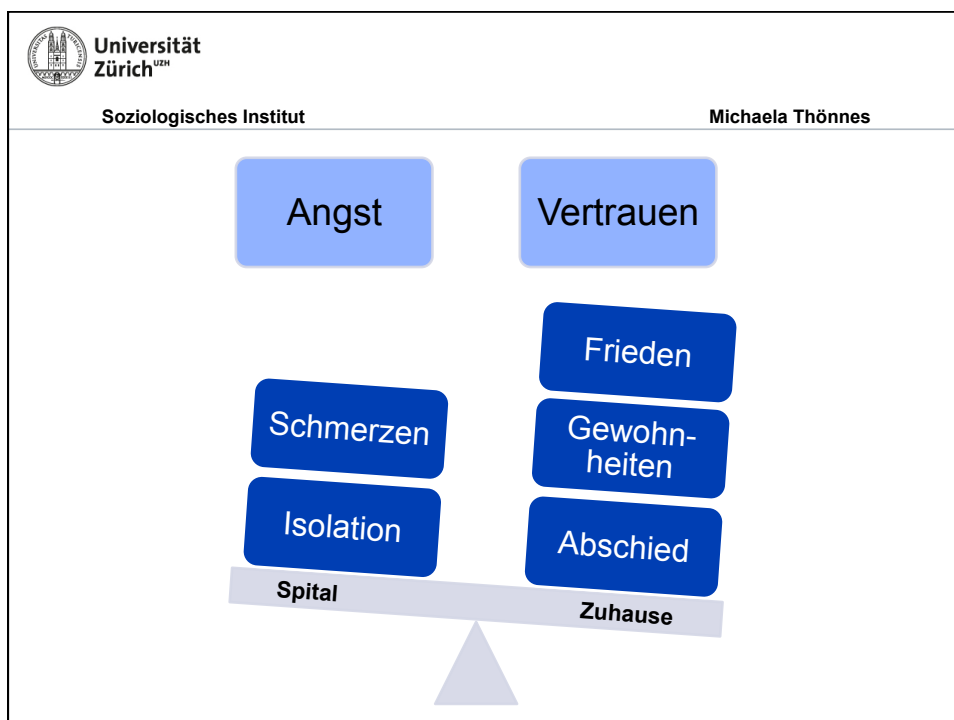 Universität
Zürich UZH
Soziologisches Institut
Michaela Thönnes
Angst
Vertrauen
Schmerzen
Isolation
Frieden
Gewohn-
heiten
Abschied
Spital
Zuhause